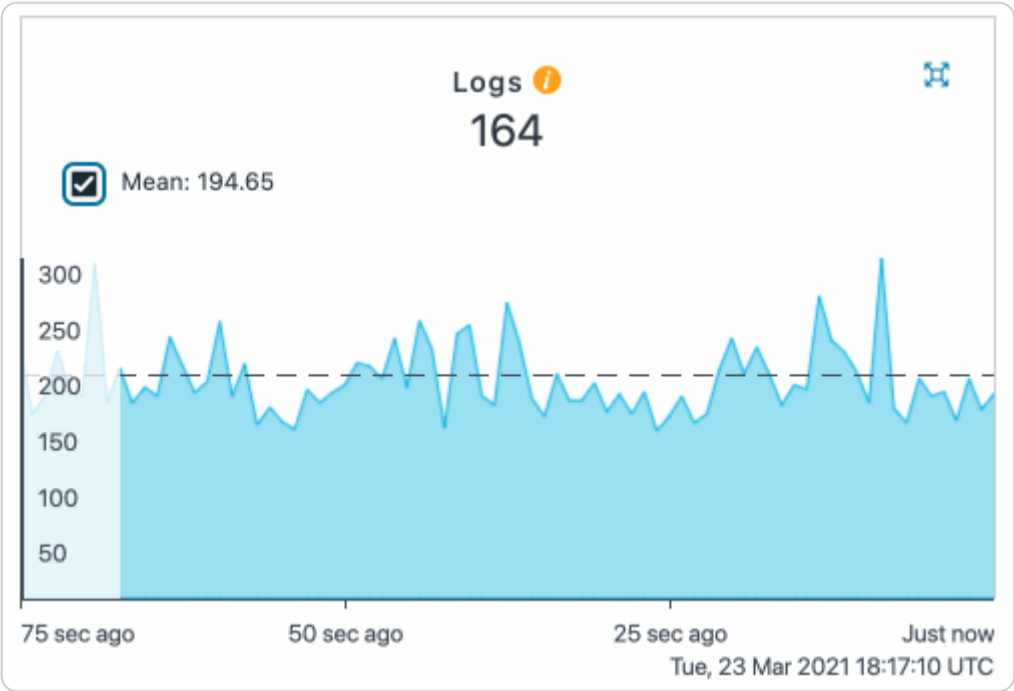 Logs i
164
Mean: 194.65
300
250
200
150
100
50
75 sec ago 50 sec ago 25 sec ago Just now
Tue, 23 Mar 2021 18:17:10 UTC